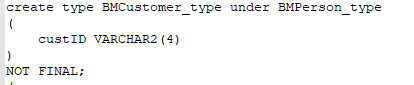 create type BMCustomer_type under BMPerson_type
(
    custID VARCHAR2(4)
)
NOT FINAL;